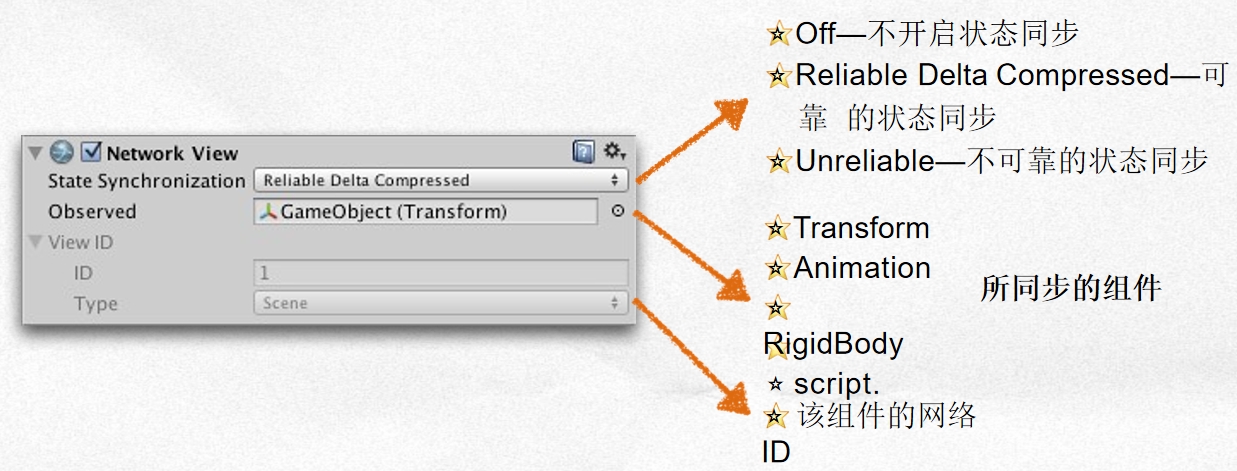 Network View
State Synchronization Reliable Delta Compressed
Observed GameObject (Transform)
View ID
ID 1
Type Scene
Off—不开启状态同步
Reliable Delta Compressed—可
靠 的状态同步
Unreliable—不可靠的状态同步
Transform
Animation
所同步的组件
RigidBody
script.
该组件的网络
ID